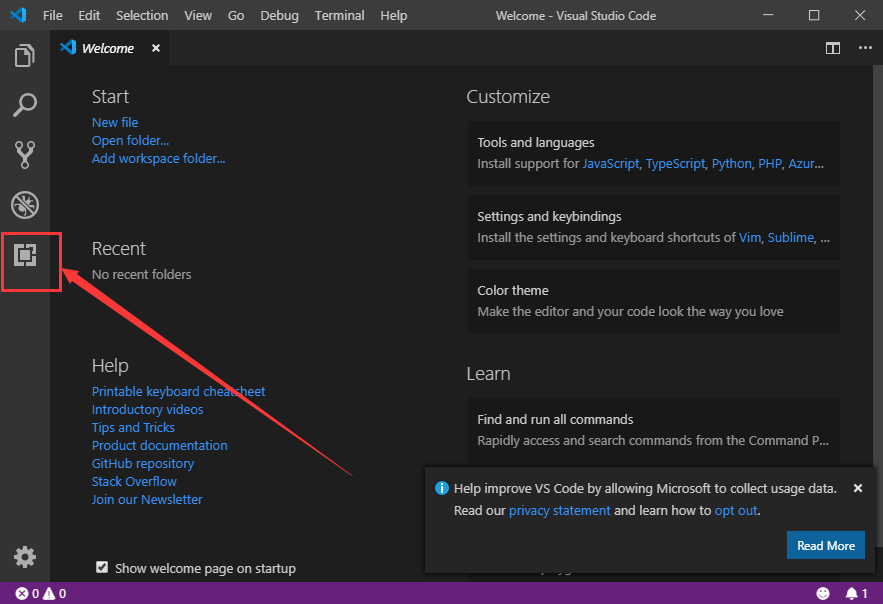 File Edit Selection View Go Debug Terminal Help Welcome - Visual Studio Code
Welcome
Start
New file
Open folder...
Add workspace folder...
Recent
No recent folders
Help
Printable keyboard cheatsheet
Introductory videos
Tips and Tricks
Product documentation
GitHub repository
Stack Overflow
Join our Newsletter
Show welcome page on startup
Customize
Tools and languages
Install support for JavaScript, TypeScript, Python, PHP, Azur...
Settings and keybindings
Install the settings and keyboard shortcuts of Vim, Sublime, ...
Color theme
Make the editor and your code look the way you love
Learn
Find and run all commands
Rapidly access and search commands from the Command P...
Help improve VS Code by allowing Microsoft to collect usage data.
Read our privacy statement and learn how to opt out.
Read More
0 0 1